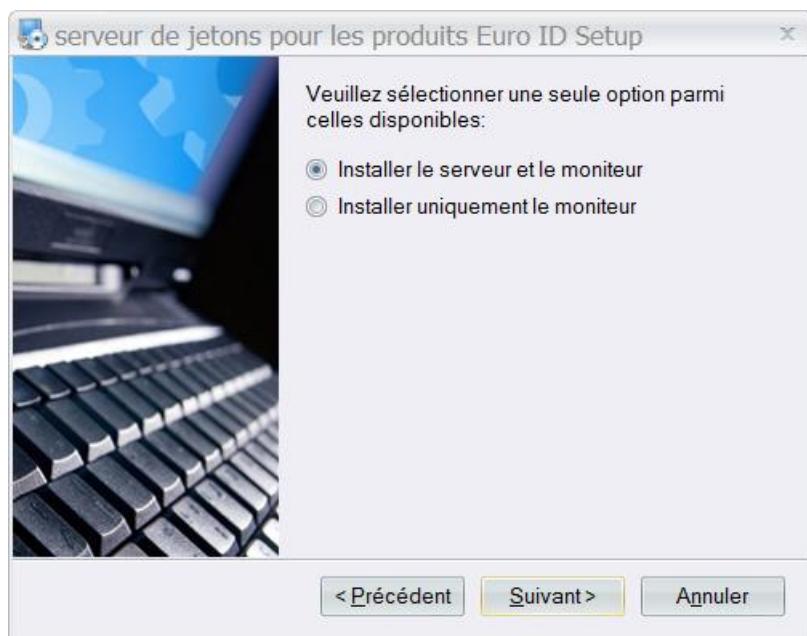 serveur de jetons pour les produits Euro ID Setup
Veuillez sélectionner une seule option parmi
celles disponibles:
Installer le serveur et le moniteur
Installer uniquement le moniteur
< Précédent
Suivant >
Annuler